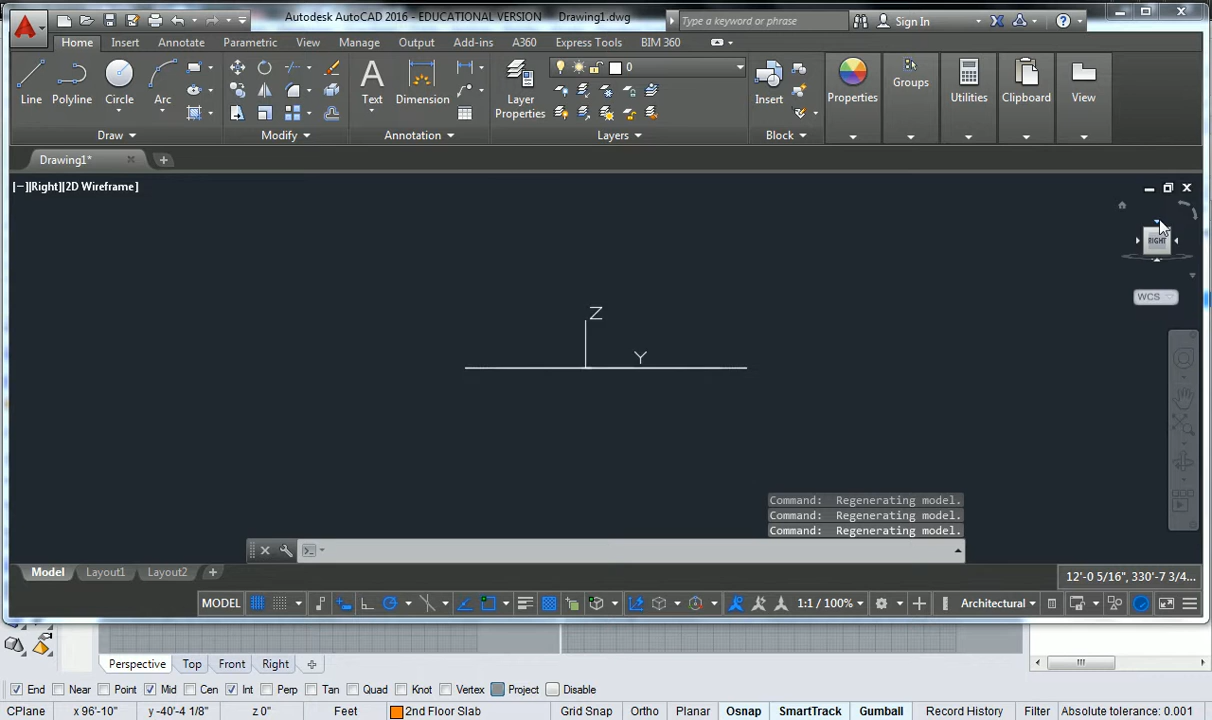 Autodesk AutoCAD 2016 - EDUCATIONAL VERSION Drawing1.dwg Type a keyword or phrase Sign In
Home Insert Annotate Parametric View Manage Output Add-ins A360 Express Tools BIM 360
0
Line Polyline Circle Arc Text Dimension Layer Properties Insert Properties Groups Utilities Clipboard View
Draw Modify Annotation Layers Block
Drawing1*
[−][Right][2D Wireframe]
RIGHT
WCS
Z
Y
Command: Regenerating model.
Command: Regenerating model.
Command: Regenerating model.
Model Layout1 Layout2
12'-0 5/16", 330'-7 3/4...
MODEL 1:1 / 100% Architectural
Perspective Top Front Right
End Near Point Mid Cen Int Perp Tan Quad Knot Vertex Project Disable
CPlane x 96'-10" y -40'-4 1/8" z 0" Feet 2nd Floor Slab Grid Snap Ortho Planar Osnap SmartTrack Gumball Record History Filter Absolute tolerance: 0.001